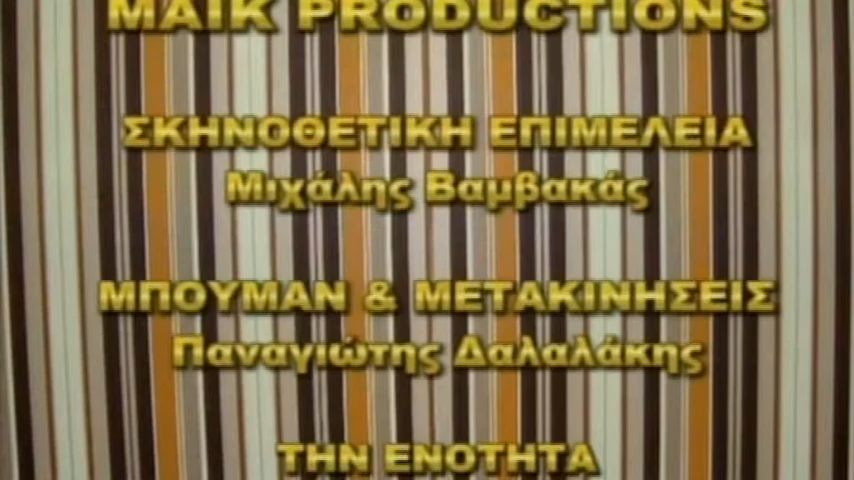 MAIK PRODUCTIONS
ΣΚΗΝΟΘΕΤΙΚΗ ΕΠΙΜΕΛΕΙΑ
Μιχάλης Βαμβακάς
ΜΠΟΥΜΑΝ & ΜΕΤΑΚΙΝΗΣΕΙΣ
Παναγιώτης Δαλαλάκης
ΤΗΝ ΕΝΟΤΗΤΑ